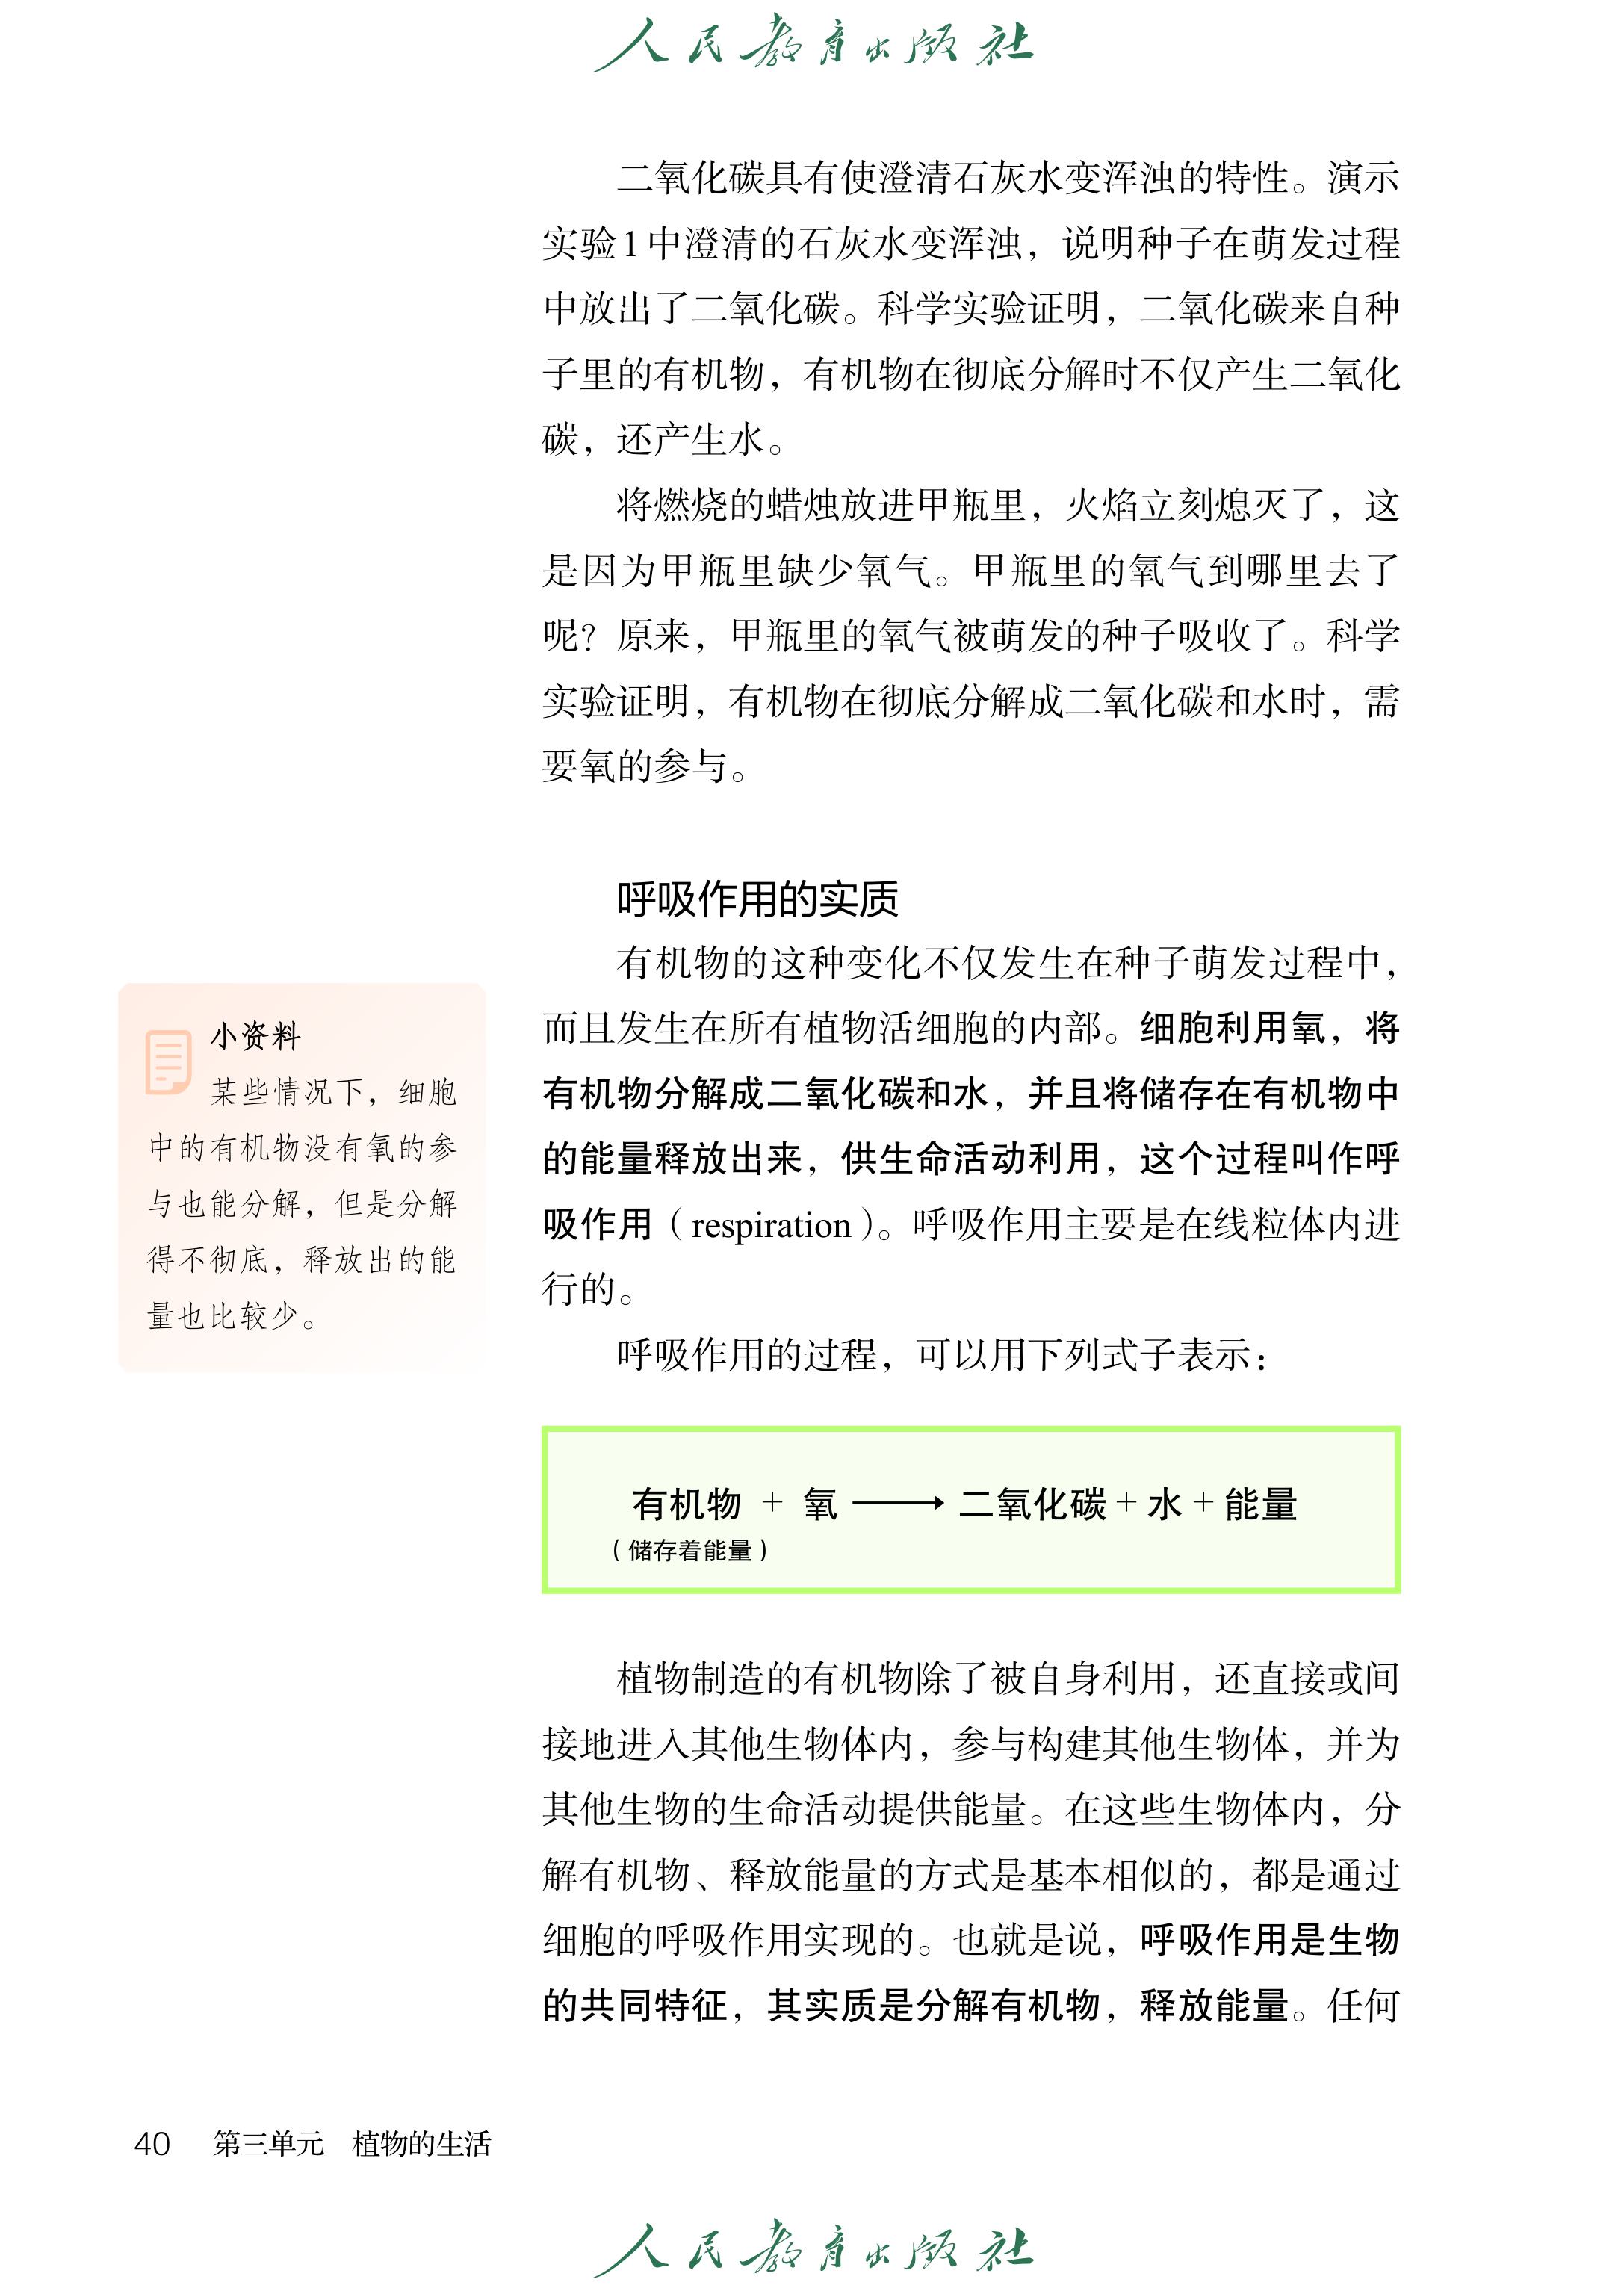 人民教育出版社
二氧化碳具有使澄清石灰水变浑浊的特性。演示
实验1中澄清的石灰水变浑浊，说明种子在萌发过程
中放出了二氧化碳。科学实验证明，二氧化碳来自种
子里的有机物，有机物在彻底分解时不仅产生二氧化
碳，还产生水。
将燃烧的蜡烛放进甲瓶里，火焰立刻熄灭了，这
是因为甲瓶里缺少氧气。甲瓶里的氧气到哪里去了
呢？原来，甲瓶里的氧气被萌发的种子吸收了。科学
实验证明，有机物在彻底分解成二氧化碳和水时，需
要氧的参与。
呼吸作用的实质
有机物的这种变化不仅发生在种子萌发过程中，
而且发生在所有植物活细胞的内部。细胞利用氧，将
有机物分解成二氧化碳和水，并且将储存在有机物中
的能量释放出来，供生命活动利用，这个过程叫作呼
吸作用（respiration）。呼吸作用主要是在线粒体内进
行的。
小资料
某些情况下，细胞
中的有机物没有氧的参
与也能分解，但是分解
得不彻底，释放出的能
量也比较少。
呼吸作用的过程，可以用下列式子表示：
有机物 + 氧 ⟶ 二氧化碳 + 水 + 能量
（储存着能量）
植物制造的有机物除了被自身利用，还直接或间
接地进入其他生物体内，参与构建其他生物体，并为
其他生物的生命活动提供能量。在这些生物体内，分
解有机物、释放能量的方式是基本相似的，都是通过
细胞的呼吸作用实现的。也就是说，呼吸作用是生物
的共同特征，其实质是分解有机物，释放能量。任何
40 第三单元 植物的生活
人民教育出版社